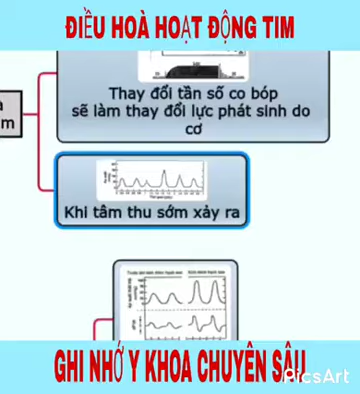 ĐIỀU HOÀ HOẠT ĐỘNG TIM
Thay đổi tần số co bóp
sẽ làm thay đổi lực phát sinh do
cơ
m
Khi tâm thu sớm xảy ra
GHI NHỚ Y KHOA CHUYÊN SÂU
PicsArt